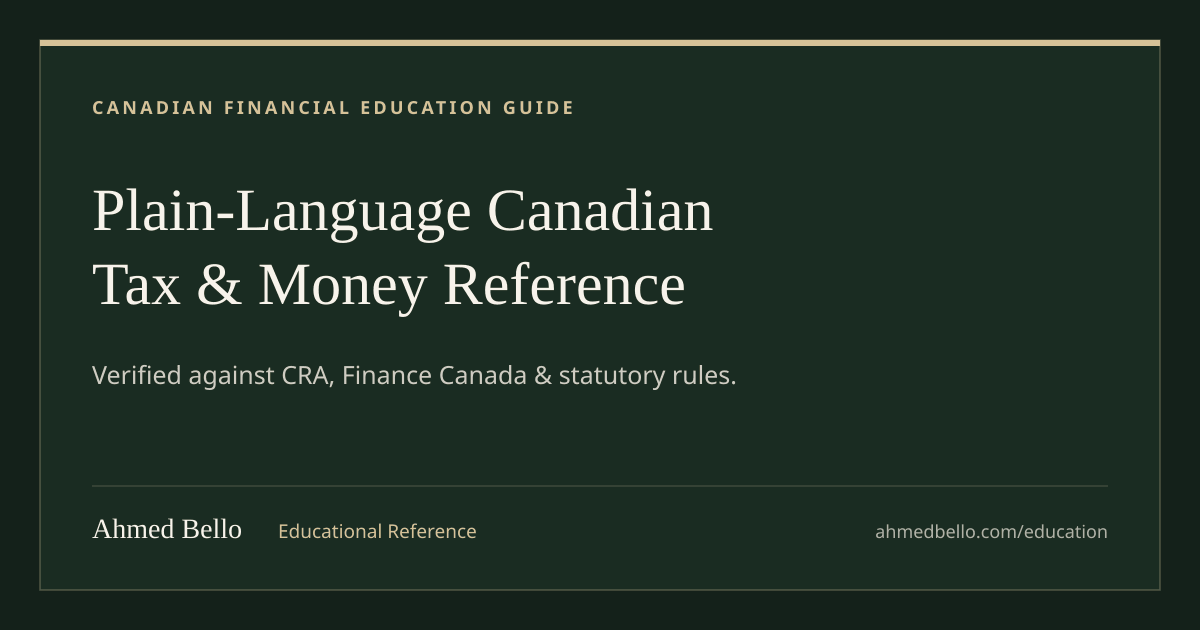 CANADIAN FINANCIAL EDUCATION GUIDE
Plain-Language Canadian
Tax & Money Reference
Verified against CRA, Finance Canada & statutory rules.
Ahmed Bello Educational Reference ahmedbello.com/education